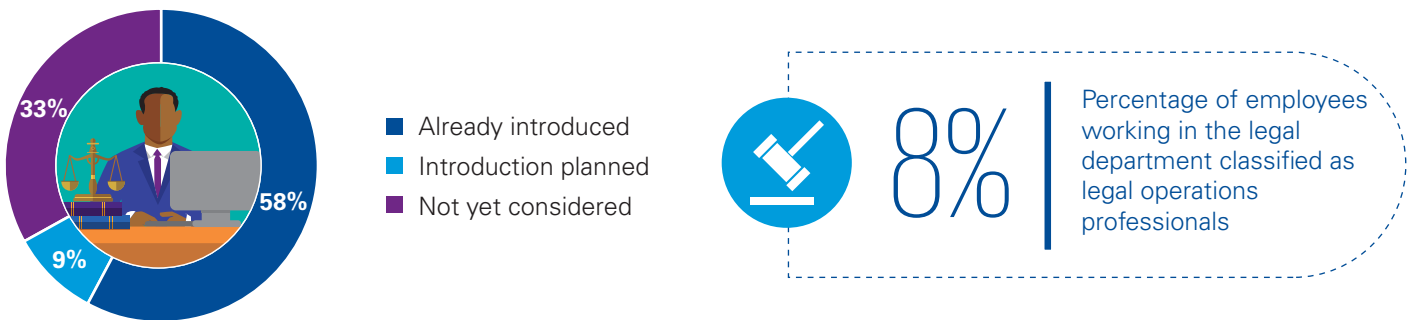 33%
58%
9%
Already introduced
Introduction planned
Not yet considered
8%
Percentage of employees
working in the legal
department classified as
legal operations
professionals